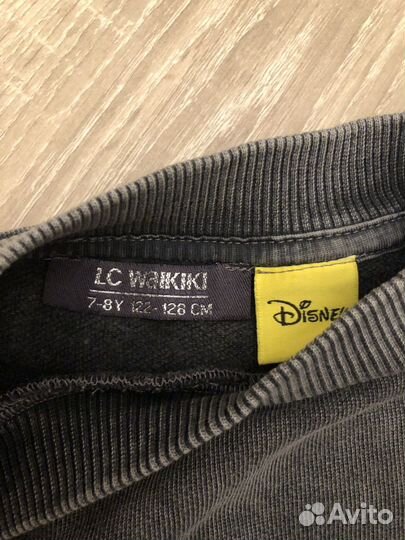 LC WaIKIKI
7-8Y 122-128 CM
Disney
Avito